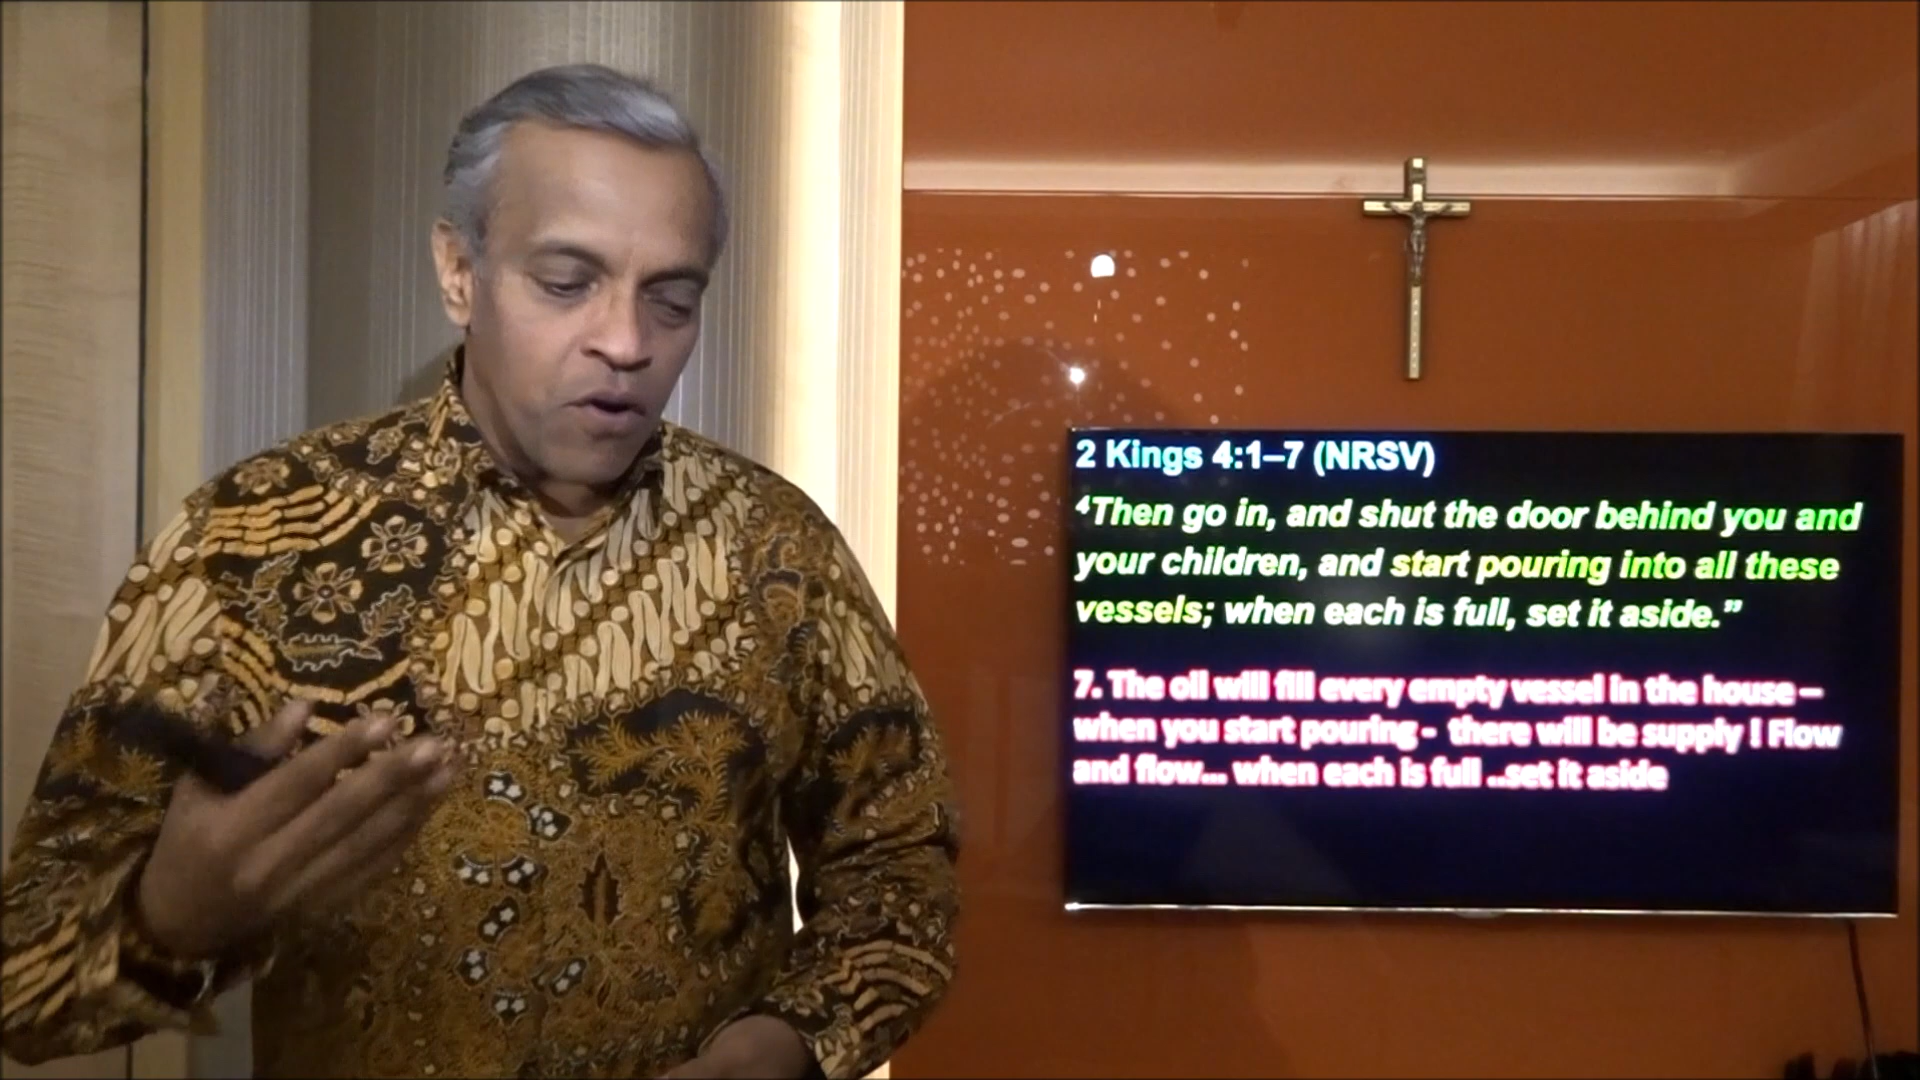 2 Kings 4:1–7 (NRSV)
⁴Then go in, and shut the door behind you and
your children, and start pouring into all these
vessels; when each is full, set it aside.”
7. The oil will fill every empty vessel in the house –
when you start pouring - there will be supply ! Flow
and flow... when each is full ..set it aside